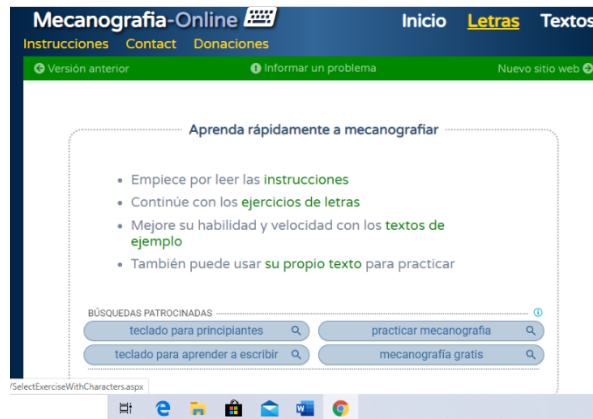 Mecanografia-Online
Inicio Letras Textos
Instrucciones Contact Donaciones
Versión anterior Informar un problema Nuevo sitio web
Aprenda rápidamente a mecanografiar
• Empiece por leer las instrucciones
• Continúe con los ejercicios de letras
• Mejore su habilidad y velocidad con los textos de
ejemplo
• También puede usar su propio texto para practicar
BÚSQUEDAS PATROCINADAS
teclado para principiantes practicar mecanografia
teclado para aprender a escribir mecanografía gratis
/SelectExerciseWithCharacters.aspx